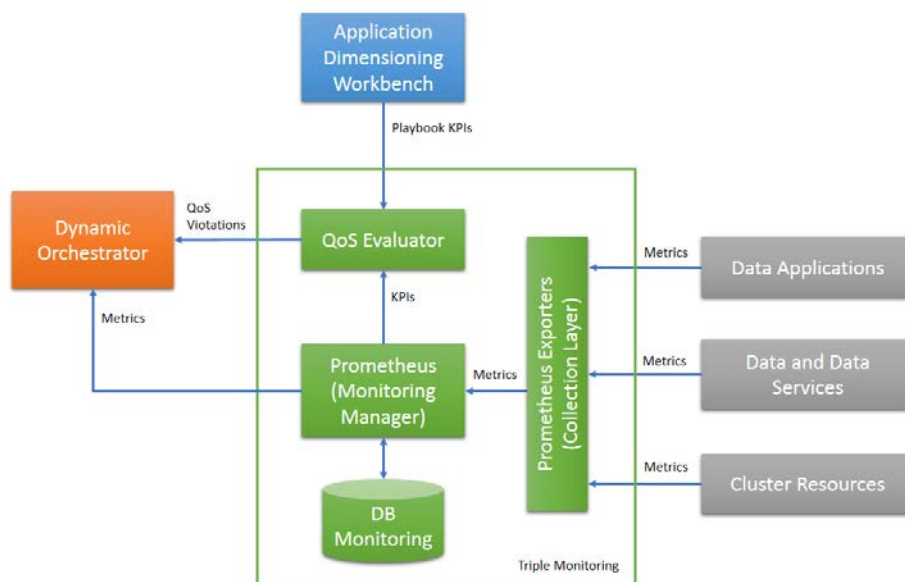 Application
Dimensioning
Workbench
Playbook KPIs
QoS
Viotations
Dynamic
Orchestrator
QoS Evaluator
Metrics
Data Applications
Metrics
KPIs
Prometheus
(Monitoring
Manager)
Metrics
Prometheus Exporters
(Collection Layer)
Metrics
Data and Data
Services
Metrics
Cluster Resources
DB
Monitoring
Triple Monitoring